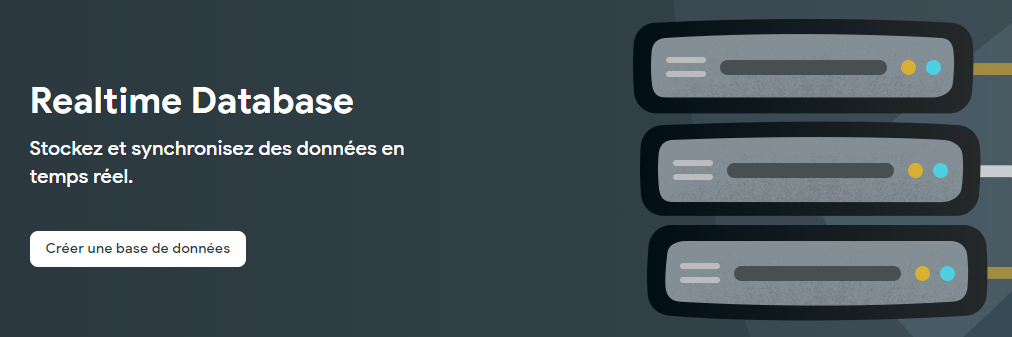 Realtime Database
Stockez et synchronisez des données en
temps réel.
Créer une base de données